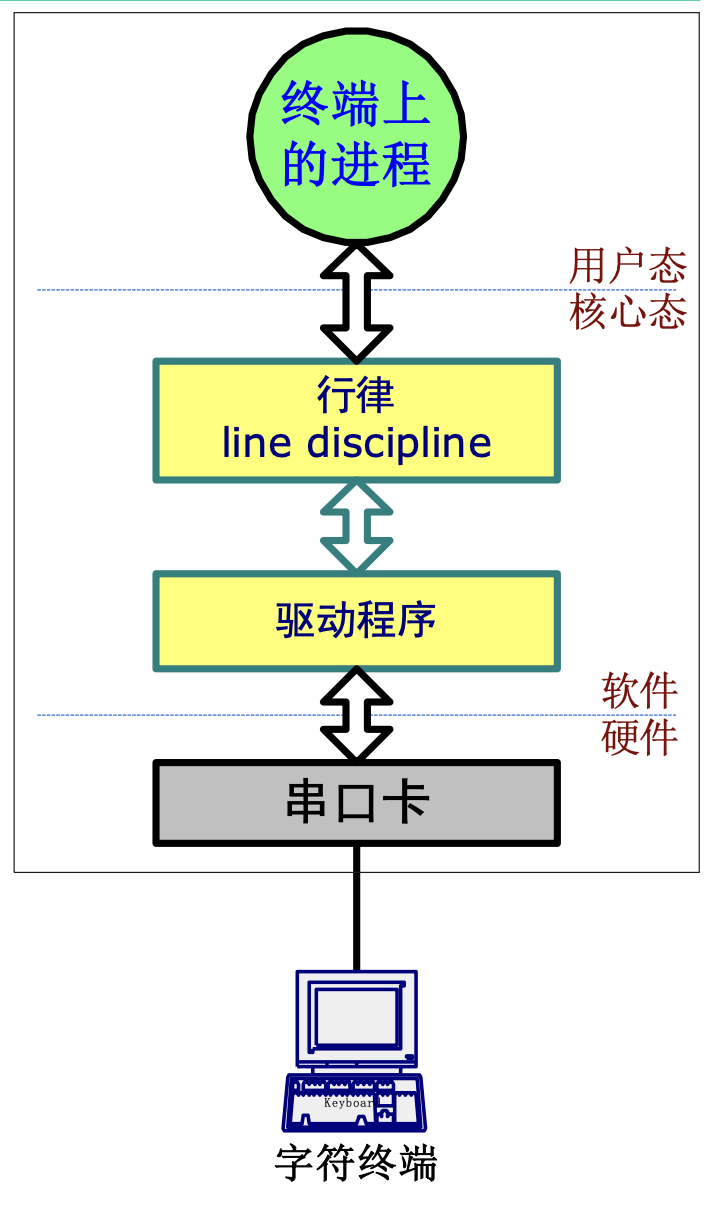 终端上
的进程
用户态
核心态
行律
line discipline
驱动程序
软件
硬件
串口卡
Keyboard
字符终端